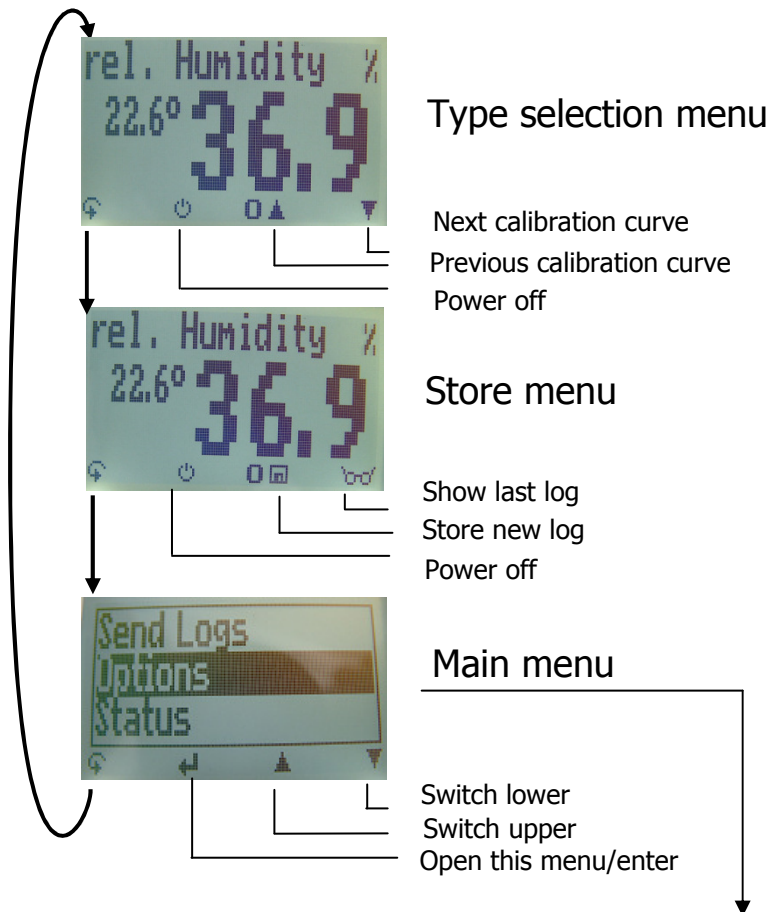 rel. Humidity %
22.6° 36.9
0
Type selection menu
Next calibration curve
Previous calibration curve
Power off
rel. Humidity %
22.6° 36.9
0
Store menu
Show last log
Store new log
Power off
Send Logs
Options
Status
Main menu
Switch lower
Switch upper
Open this menu/enter